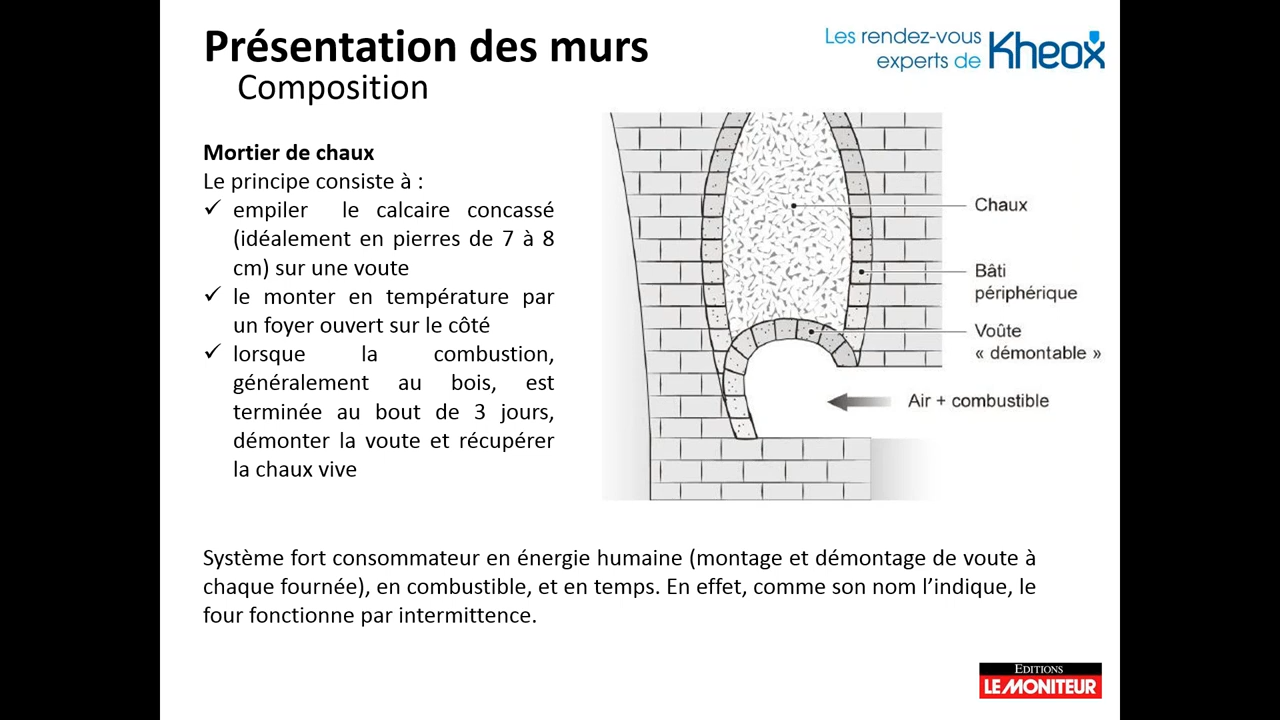 Présentation des murs
Composition
Les rendez-vous
experts de Kheox
Mortier de chaux
Le principe consiste à :
✓ empiler le calcaire concassé
(idéalement en pierres de 7 à 8
cm) sur une voute
✓ le monter en température par
un foyer ouvert sur le côté
✓ lorsque la combustion,
généralement au bois, est
terminée au bout de 3 jours,
démonter la voute et récupérer
la chaux vive
Chaux
Bâti
périphérique
Voûte
« démontable »
Air + combustible
Système fort consommateur en énergie humaine (montage et démontage de voute à
chaque fournée), en combustible, et en temps. En effet, comme son nom l’indique, le
four fonctionne par intermittence.
EDITIONS
LE MONITEUR